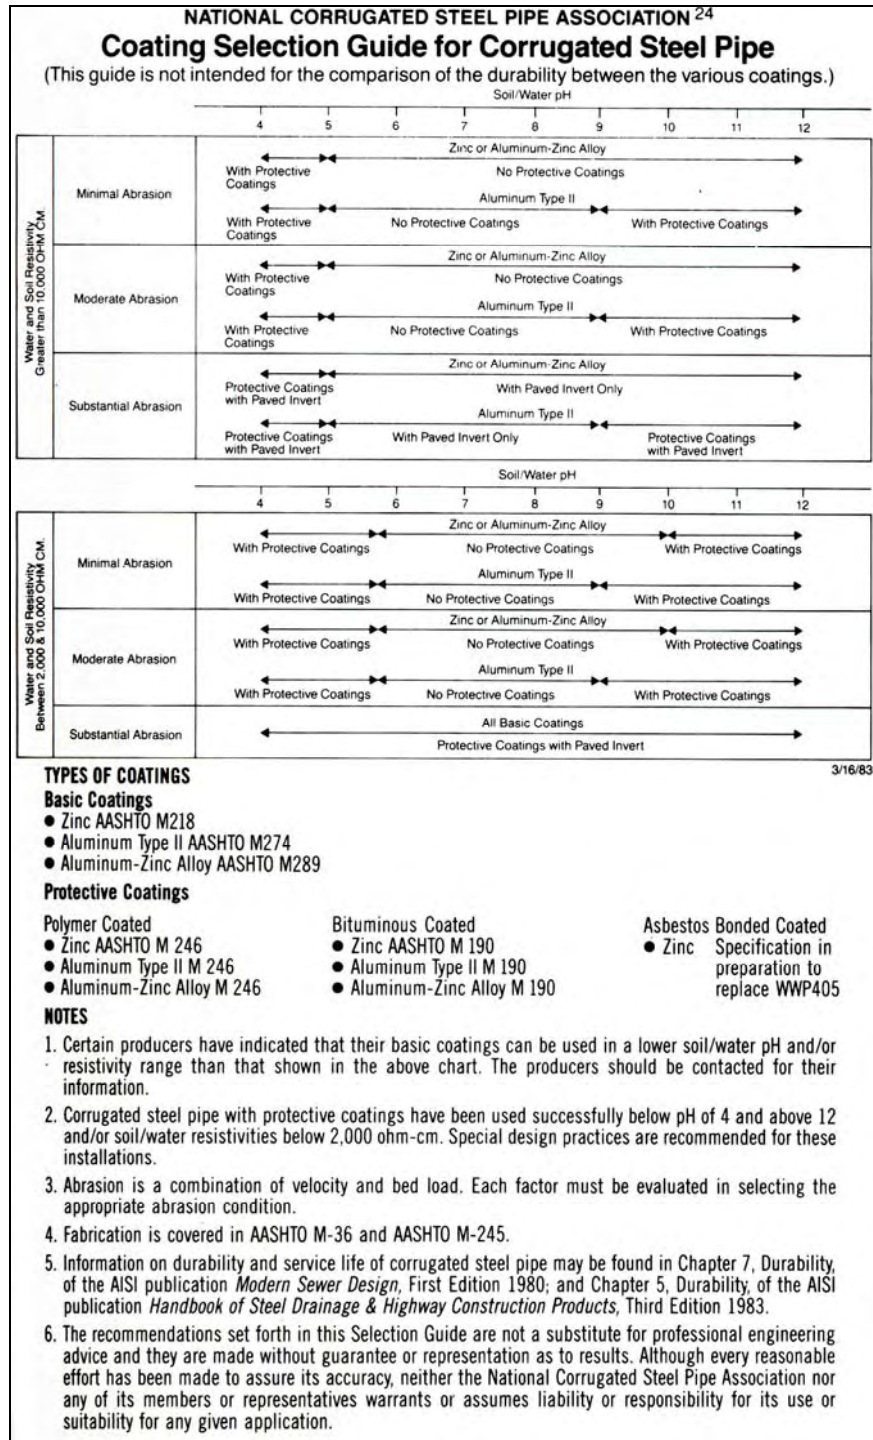 NATIONAL CORRUGATED STEEL PIPE ASSOCIATION 24
Coating Selection Guide for Corrugated Steel Pipe
(This guide is not intended for the comparison of the durability between the various coatings.)
Soil/Water pH
4 5 6 7 8 9 10 11 12
Water and Soil Resistivity
Greater than 10,000 OHM CM.
Minimal Abrasion
Zinc or Aluminum-Zinc Alloy
With Protective
Coatings
No Protective Coatings
Aluminum Type II
With Protective
Coatings
No Protective Coatings
With Protective Coatings
Moderate Abrasion
Zinc or Aluminum-Zinc Alloy
With Protective
Coatings
No Protective Coatings
Aluminum Type II
With Protective
Coatings
No Protective Coatings
With Protective Coatings
Substantial Abrasion
Zinc or Aluminum-Zinc Alloy
Protective Coatings
with Paved Invert
With Paved Invert Only
Aluminum Type II
Protective Coatings
with Paved Invert
With Paved Invert Only
Protective Coatings
with Paved Invert
Soil/Water pH
4 5 6 7 8 9 10 11 12
Water and Soil Resistivity
Between 2,000 & 10,000 OHM CM.
Minimal Abrasion
Zinc or Aluminum-Zinc Alloy
With Protective Coatings No Protective Coatings With Protective Coatings
Aluminum Type II
With Protective Coatings No Protective Coatings With Protective Coatings
Moderate Abrasion
Zinc or Aluminum-Zinc Alloy
With Protective Coatings No Protective Coatings With Protective Coatings
Aluminum Type II
With Protective Coatings No Protective Coatings With Protective Coatings
Substantial Abrasion
All Basic Coatings
Protective Coatings with Paved Invert
3/16/83
TYPES OF COATINGS
Basic Coatings
● Zinc AASHTO M218
● Aluminum Type II AASHTO M274
● Aluminum-Zinc Alloy AASHTO M289
Protective Coatings
Polymer Coated
● Zinc AASHTO M 246
● Aluminum Type II M 246
● Aluminum-Zinc Alloy M 246
Bituminous Coated
● Zinc AASHTO M 190
● Aluminum Type II M 190
● Aluminum-Zinc Alloy M 190
Asbestos Bonded Coated
● Zinc Specification in
preparation to
replace WWP405
NOTES
1. Certain producers have indicated that their basic coatings can be used in a lower soil/water pH and/or
resistivity range than that shown in the above chart. The producers should be contacted for their
information.
2. Corrugated steel pipe with protective coatings have been used successfully below pH of 4 and above 12
and/or soil/water resistivities below 2,000 ohm-cm. Special design practices are recommended for these
installations.
3. Abrasion is a combination of velocity and bed load. Each factor must be evaluated in selecting the
appropriate abrasion condition.
4. Fabrication is covered in AASHTO M-36 and AASHTO M-245.
5. Information on durability and service life of corrugated steel pipe may be found in Chapter 7, Durability,
of the AISI publication Modern Sewer Design, First Edition 1980; and Chapter 5, Durability, of the AISI
publication Handbook of Steel Drainage & Highway Construction Products, Third Edition 1983.
6. The recommendations set forth in this Selection Guide are not a substitute for professional engineering
advice and they are made without guarantee or representation as to results. Although every reasonable
effort has been made to assure its accuracy, neither the National Corrugated Steel Pipe Association nor
any of its members or representatives warrants or assumes liability or responsibility for its use or
suitability for any given application.